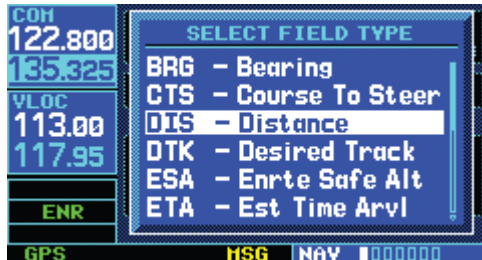 COM
122.800
135.325
VLOC
113.00
117.95
ENR
SELECT FIELD TYPE
BRG - Bearing
CTS - Course To Steer
DIS - Distance
DTK - Desired Track
ESA - Enrte Safe Alt
ETA - Est Time Arvl
GPS MSG NAV